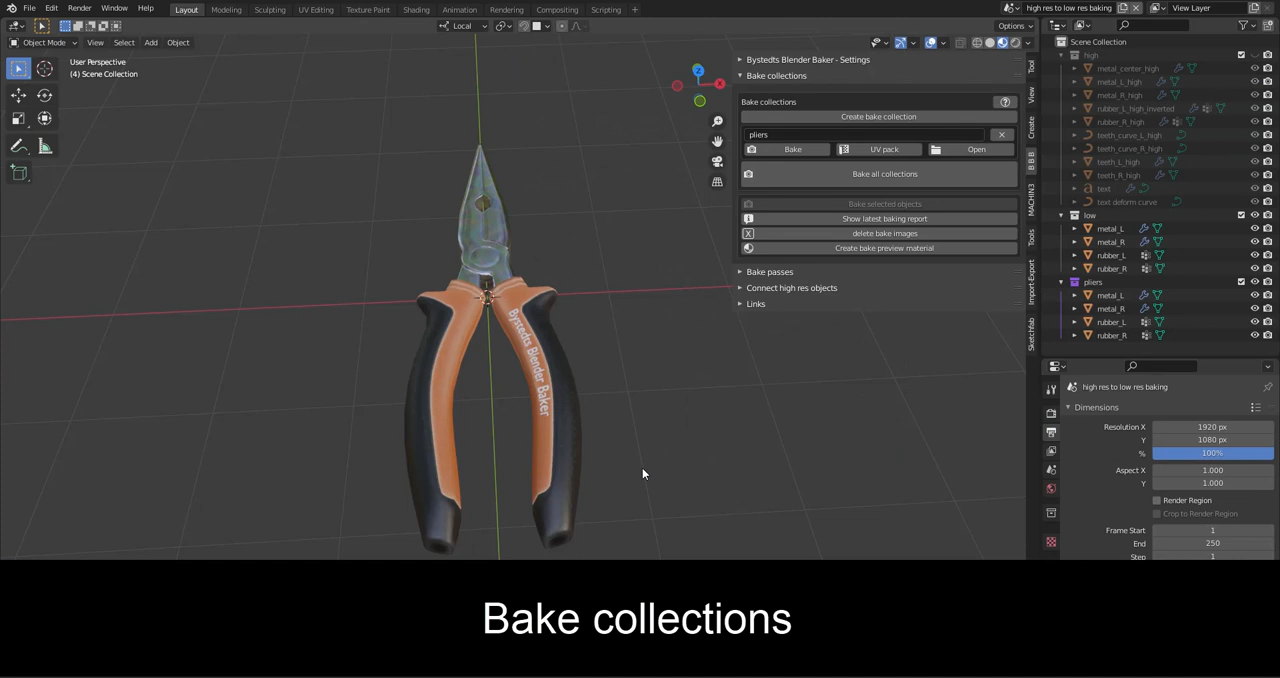 File Edit Render Window Help
Layout Modeling Sculpting UV Editing Texture Paint Shading Animation Rendering Compositing Scripting +
high res to low res baking
View Layer
Local
Options
Object Mode View Select Add Object
User Perspective
(4) Scene Collection
Z
X
Bystedts Blender Baker
Bystedts Blender Baker - Settings
Bake collections
Bake collections
?
Create bake collection
pliers
Bake UV pack Open
Bake all collections
Bake selected objects
Show latest baking report
delete bake images
Create bake preview material
Bake passes
Connect high res objects
Links
Tool
View
Create
B B B
MACHIN3
Tools
Import-Export
Sketchfab
Scene Collection
high
metal_center_high
metal_L_high
metal_R_high
rubber_L_high_inverted
rubber_R_high
teeth_curve_L_high
teeth_curve_R_high
teeth_L_high
teeth_R_high
text
text deform curve
low
metal_L
metal_R
rubber_L
rubber_R
pliers
metal_L
metal_R
rubber_L
rubber_R
high res to low res baking
Dimensions
Resolution X 1920 px
Y 1080 px
% 100%
Aspect X 1.000
Y 1.000
Render Region
Crop to Render Region
Frame Start 1
End 250
Step 1
Bake collections